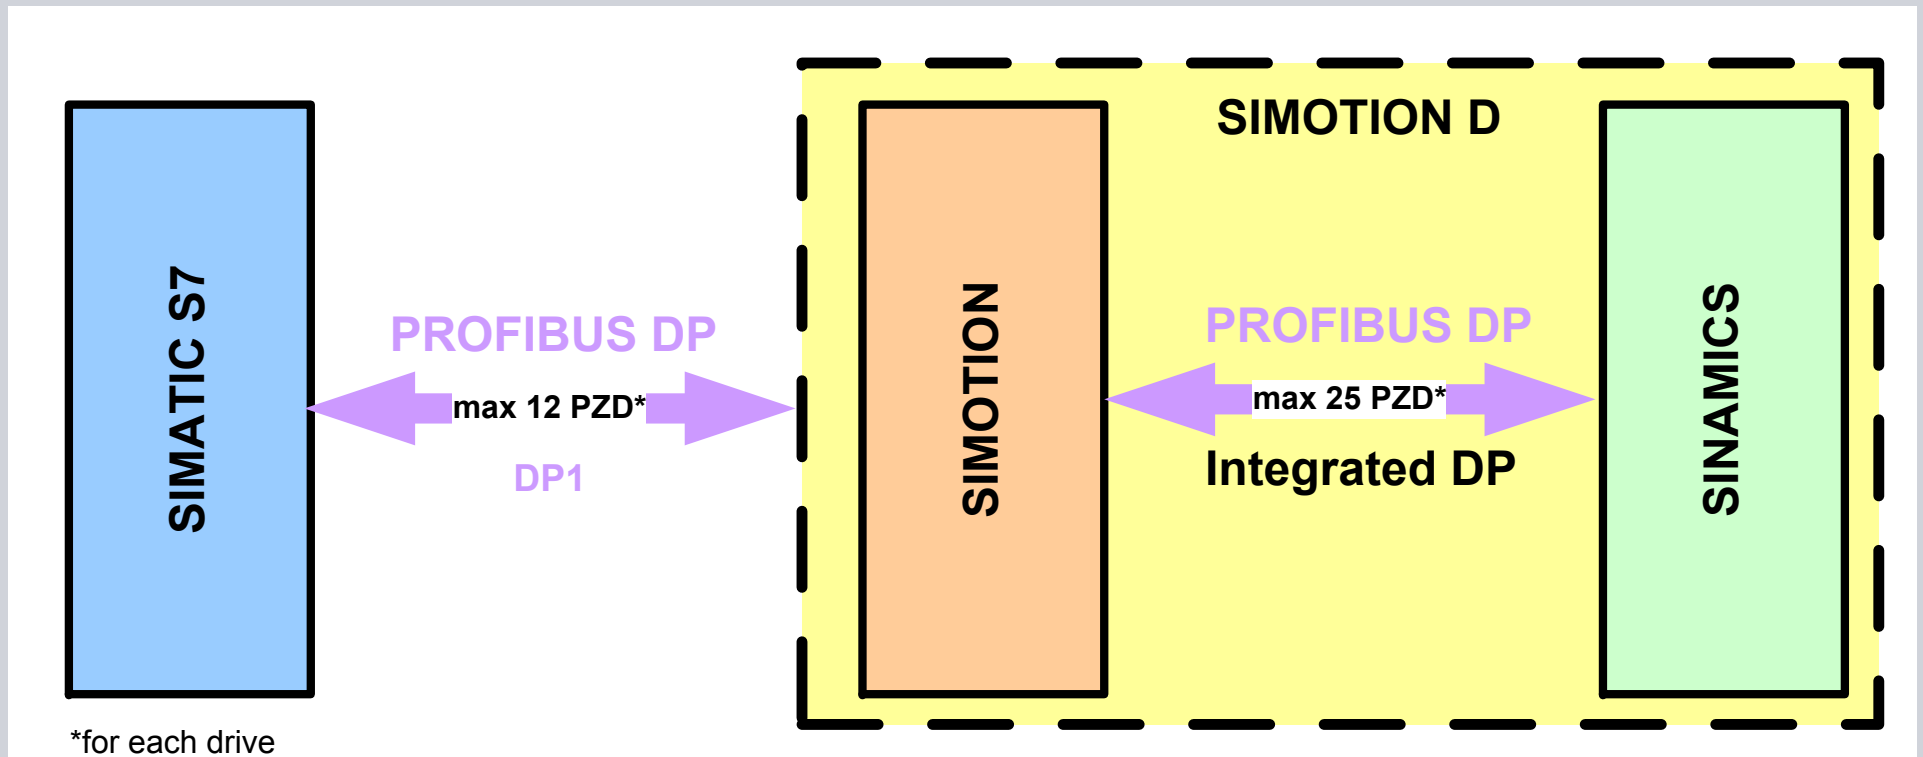 SIMATIC S7
PROFIBUS DP
max 12 PZD*
DP1
SIMOTION D
SIMOTION
PROFIBUS DP
max 25 PZD*
Integrated DP
SINAMICS
*for each drive